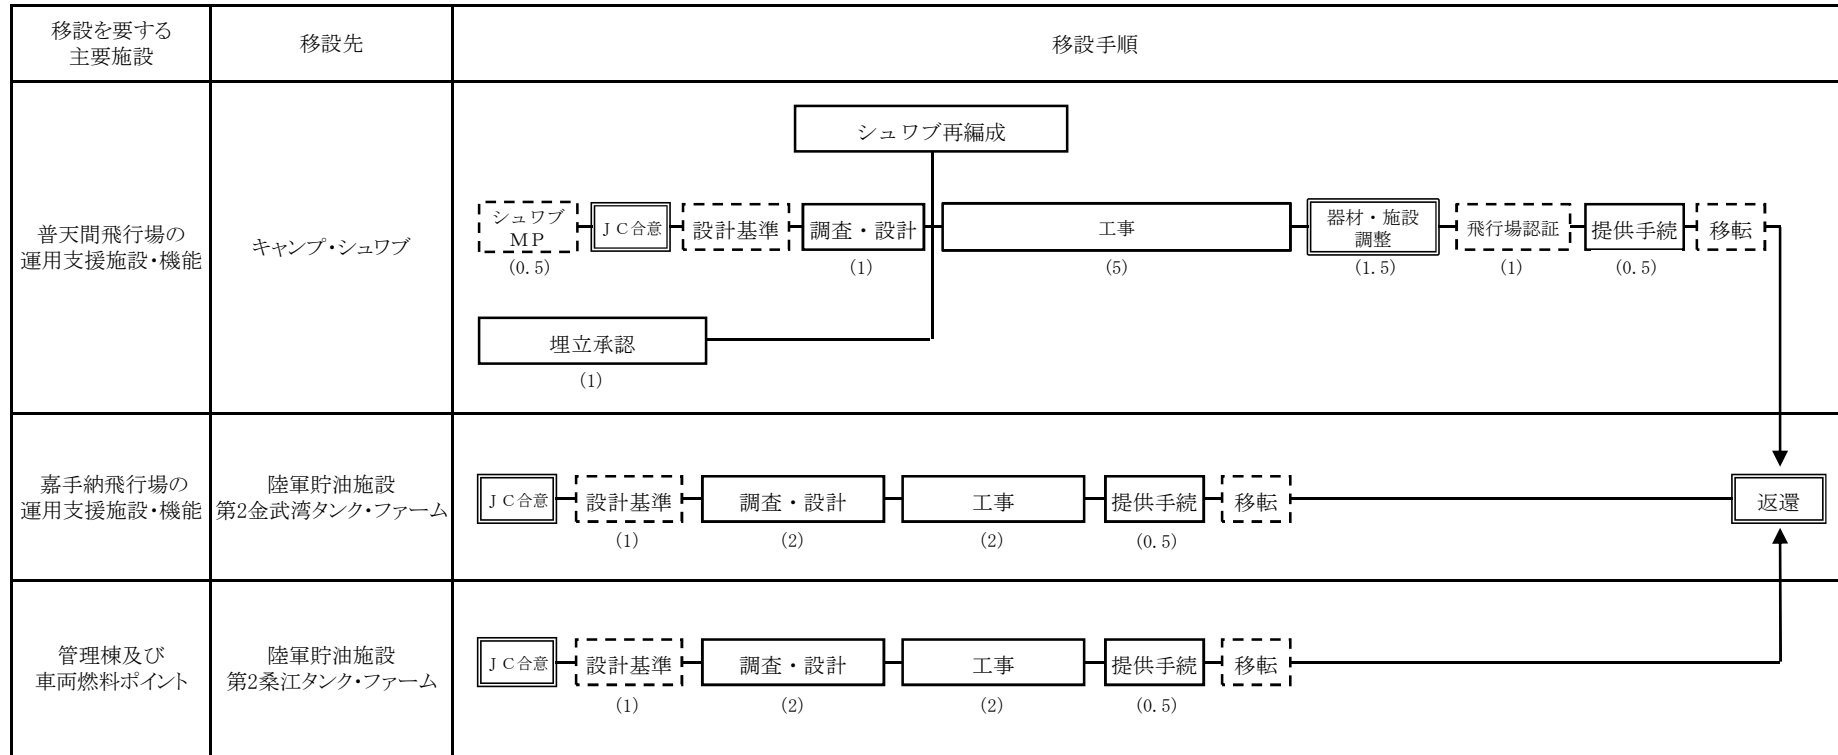 移設を要する
主要施設
移設先
移設手順
普天間飛行場の
運用支援施設・機能
キャンプ・シュワブ
シュワブ再編成
シュワブ
MP
(0.5)
JC合意
設計基準
調査・設計
(1)
工事
(5)
器材・施設
調整
(1.5)
飛行場認証
(1)
提供手続
(0.5)
移転
埋立承認
(1)
嘉手納飛行場の
運用支援施設・機能
陸軍貯油施設
第2金武湾タンク・ファーム
JC合意
設計基準
(1)
調査・設計
(2)
工事
(2)
提供手続
(0.5)
移転
返還
管理棟及び
車両燃料ポイント
陸軍貯油施設
第2桑江タンク・ファーム
JC合意
設計基準
(1)
調査・設計
(2)
工事
(2)
提供手続
(0.5)
移転